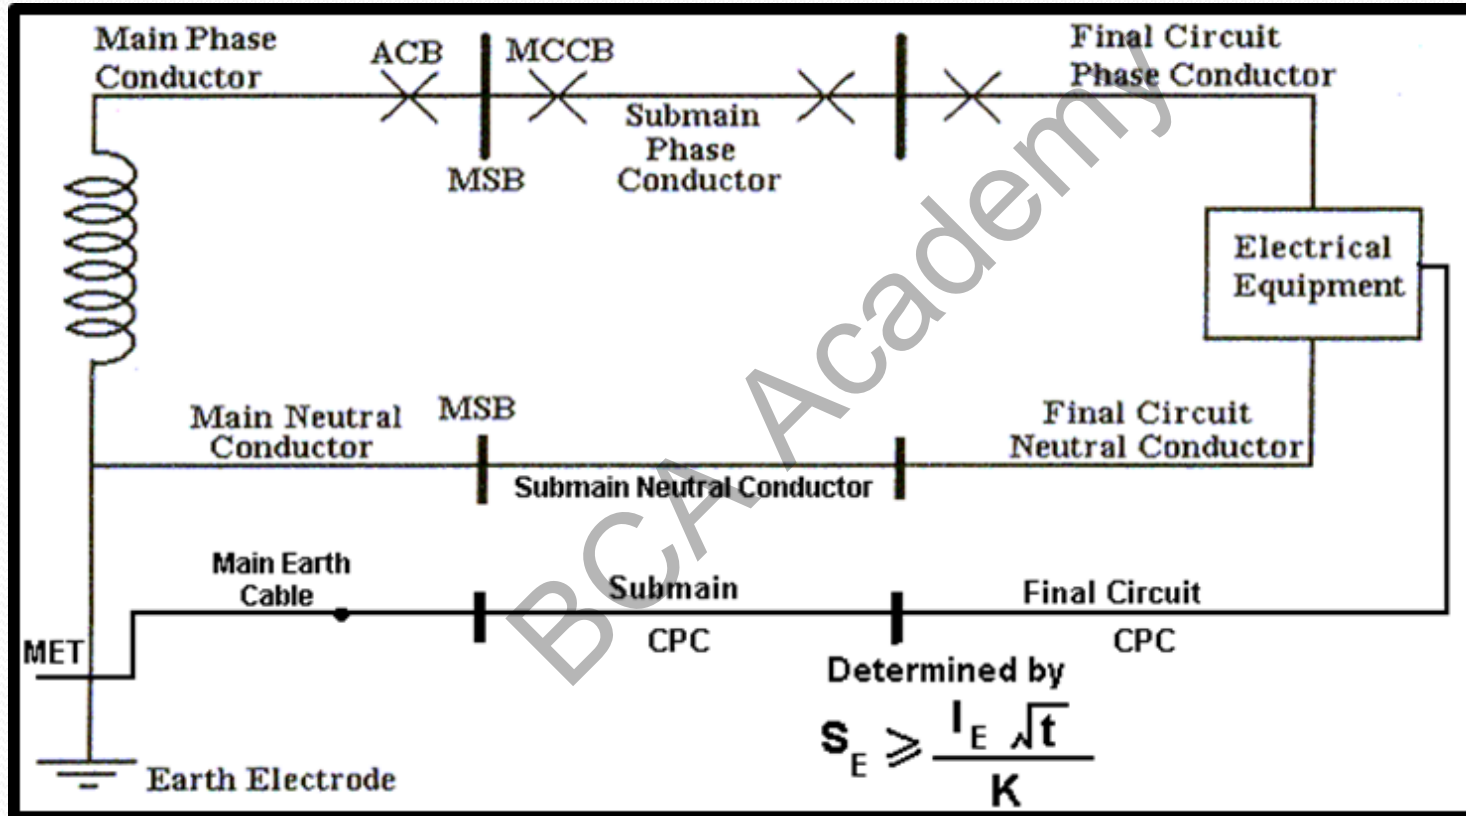 Main Phase
Conductor
ACB
MCCB
Final Circuit
Phase Conductor
Submain
Phase
Conductor
MSB
Electrical
Equipment
Main Neutral
Conductor
MSB
Final Circuit
Neutral Conductor
Submain Neutral Conductor
Main Earth
Cable
Submain
CPC
Final Circuit
CPC
MET
Determined by
S_E ⩾ I_E √t / K
Earth Electrode
BCA Academy